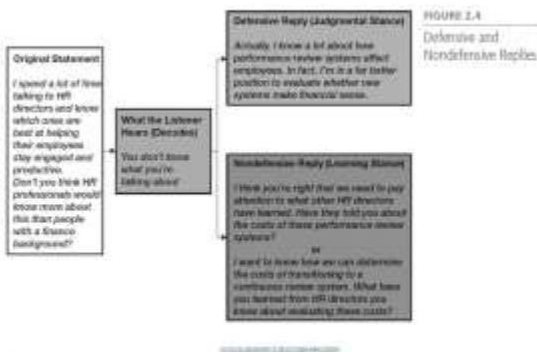 FIGURE 2.4
Defensive and
Nondefensive Replies
Original Statement
I spend a lot of time
talking to HR
directors and know
which ones are
best at helping
their employees
stay engaged and
productive.
Don't you think HR
professionals would
know more about
this than people
with a finance
background?
What the Listener
Hears (Decodes)
You don't know
what you're
talking about
Defensive Reply (Judgmental Stance)
Actually, I know a lot about how
performance review systems affect
employees. In fact, I'm in a far better
position to evaluate whether new
systems make financial sense.
Nondefensive Reply (Learning Stance)
I think you're right that we need to pay
attention to what other HR directors
have learned. Have they told you about
the costs of these performance review
systems?
or
I want to know how we can determine
the costs of transitioning to a
continuous review system. What have
you learned from HR directors you
know about evaluating these costs?